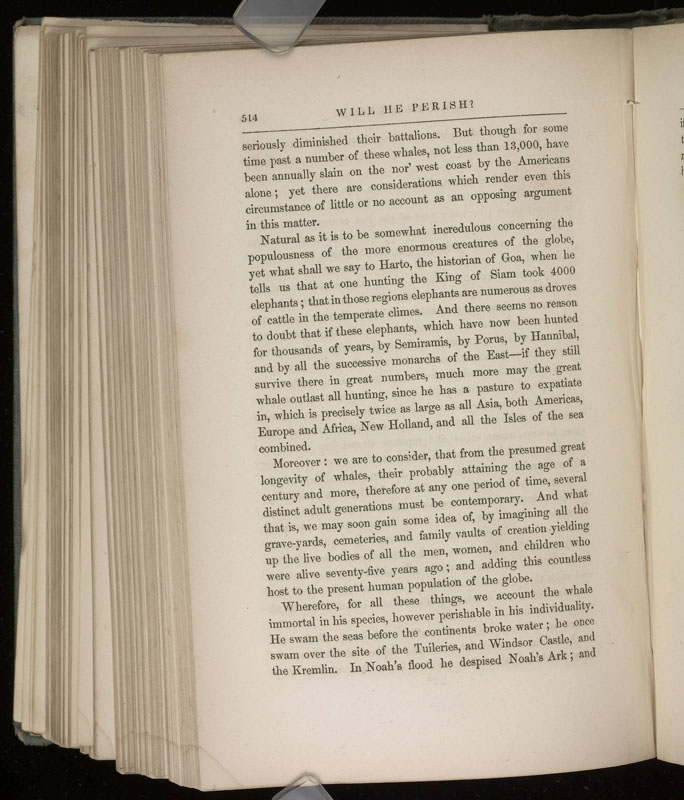 514
WILL HE PERISH?
seriously diminished their battalions. But though for some
time past a number of these whales, not less than 13,000, have
been annually slain on the nor' west coast by the Americans
alone; yet there are considerations which render even this
circumstance of little or no account as an opposing argument
in this matter.
Natural as it is to be somewhat incredulous concerning the
populousness of the more enormous creatures of the globe,
yet what shall we say to Harto, the historian of Goa, when he
tells us that at one hunting the King of Siam took 4000
elephants; that in those regions elephants are numerous as droves
of cattle in the temperate climes. And there seems no reason
to doubt that if these elephants, which have now been hunted
for thousands of years, by Semiramis, by Porus, by Hannibal,
and by all the successive monarchs of the East—if they still
survive there in great numbers, much more may the great
whale outlast all hunting, since he has a pasture to expatiate
in, which is precisely twice as large as all Asia, both Americas,
Europe and Africa, New Holland, and all the Isles of the sea
combined.
Moreover: we are to consider, that from the presumed great
longevity of whales, their probably attaining the age of a
century and more, therefore at any one period of time, several
distinct adult generations must be contemporary. And what
that is, we may soon gain some idea of, by imagining all the
grave-yards, cemeteries, and family vaults of creation yielding
up the live bodies of all the men, women, and children who
were alive seventy-five years ago; and adding this countless
host to the present human population of the globe.
Wherefore, for all these things, we account the whale
immortal in his species, however perishable in his individuality.
He swam the seas before the continents broke water; he once
swam over the site of the Tuileries, and Windsor Castle, and
the Kremlin. In Noah's flood he despised Noah's Ark; and